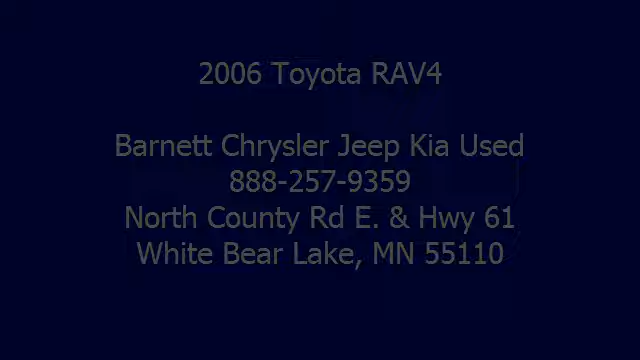 2006 Toyota RAV4
Barnett Chrysler Jeep Kia Used
888-257-9359
North County Rd E. & Hwy 61
White Bear Lake, MN 55110